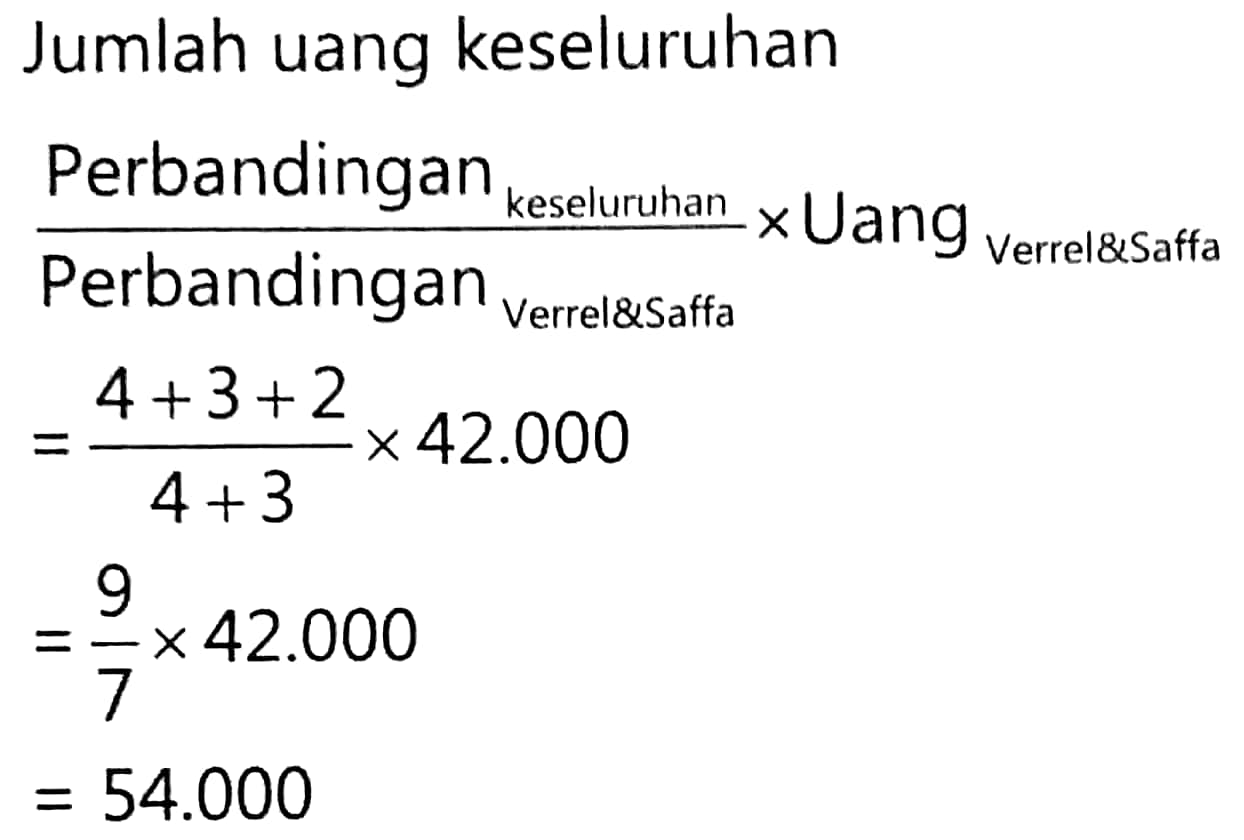 Jumlah uang keseluruhan
Perbandingan keseluruhan
× Uang Verrel&Saffa
Perbandingan Verrel&Saffa
= 4 + 3 + 2
× 42.000
4 + 3
= 9
× 42.000
7
= 54.000